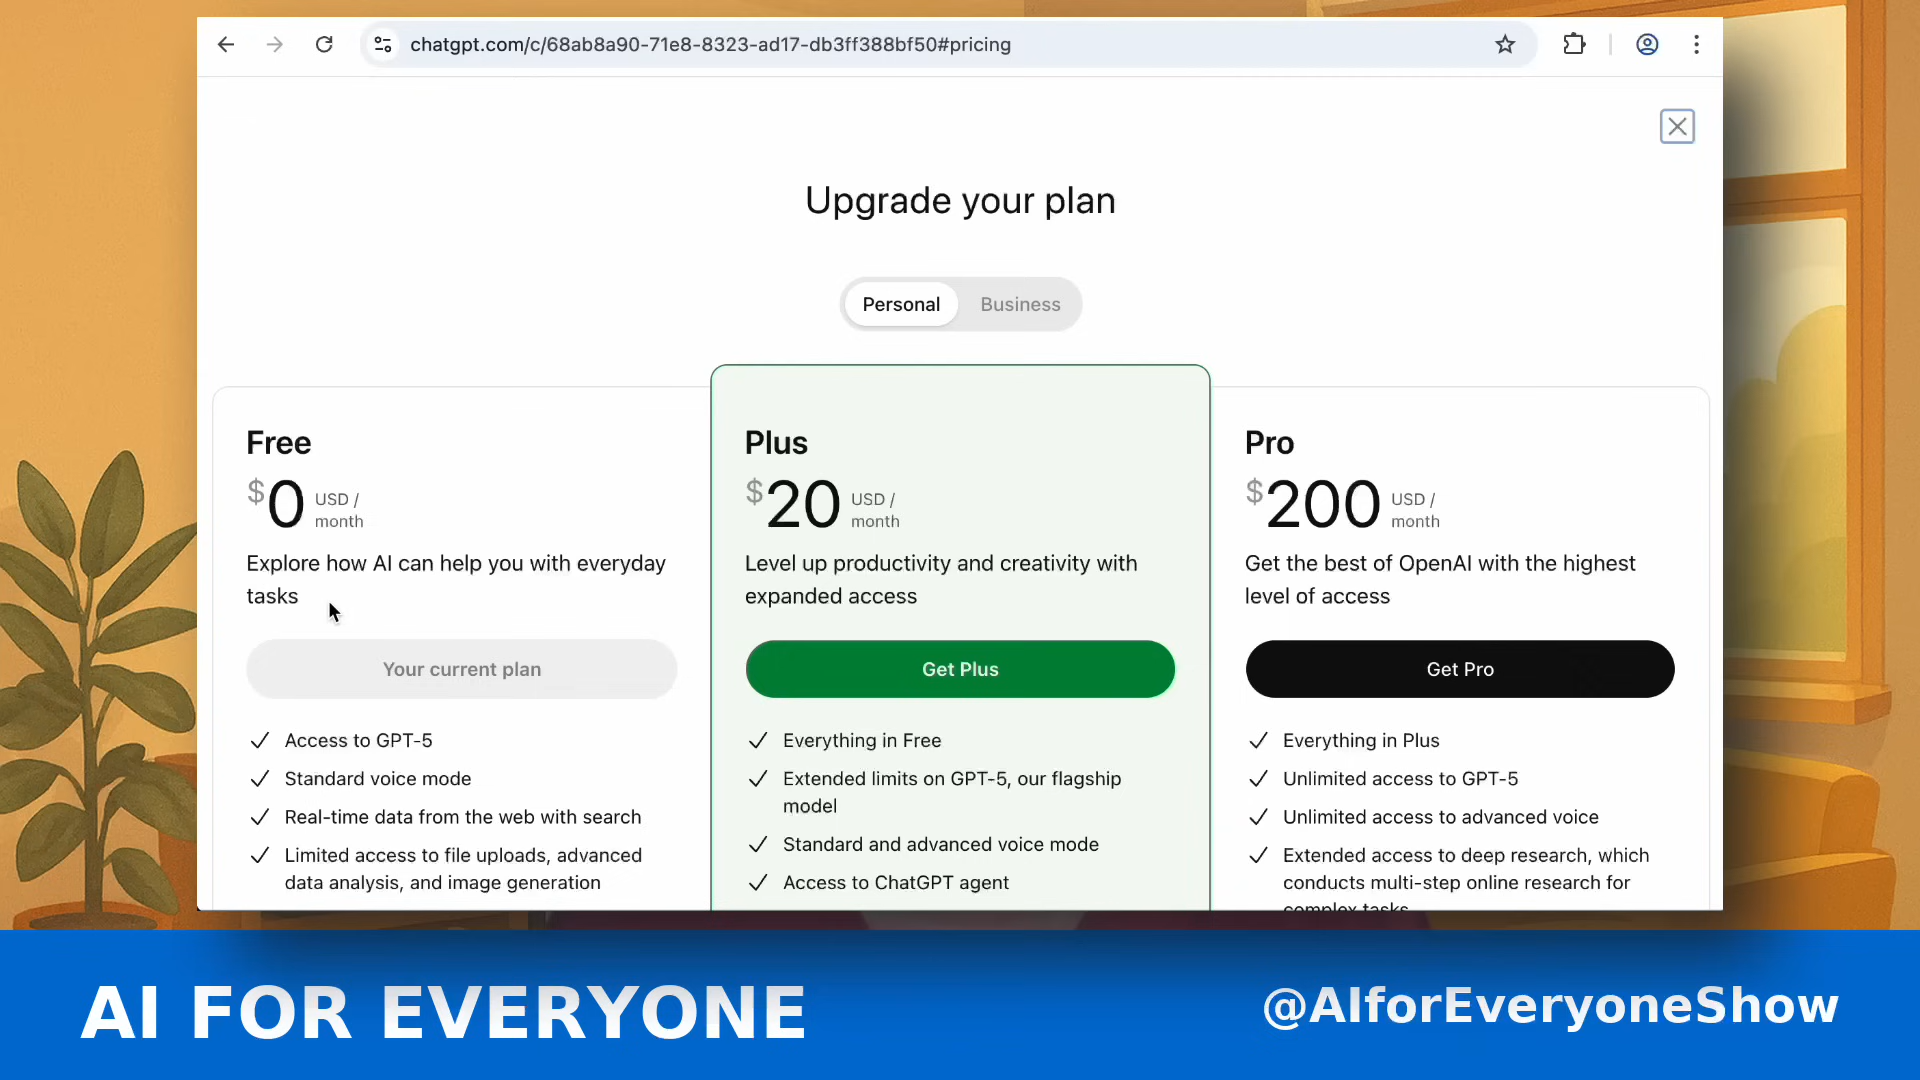 chatgpt.com/c/68ab8a90-71e8-8323-ad17-db3ff388bf50#pricing
Upgrade your plan
Personal
Business
Free
$0 USD /
month
Explore how AI can help you with everyday
tasks
Your current plan
Access to GPT-5
Standard voice mode
Real-time data from the web with search
Limited access to file uploads, advanced
data analysis, and image generation
Plus
$20 USD /
month
Level up productivity and creativity with
expanded access
Get Plus
Everything in Free
Extended limits on GPT-5, our flagship
model
Standard and advanced voice mode
Access to ChatGPT agent
Pro
$200 USD /
month
Get the best of OpenAI with the highest
level of access
Get Pro
Everything in Plus
Unlimited access to GPT-5
Unlimited access to advanced voice
Extended access to deep research, which
conducts multi-step online research for
complex tasks
AI FOR EVERYONE
@AIforEveryoneShow